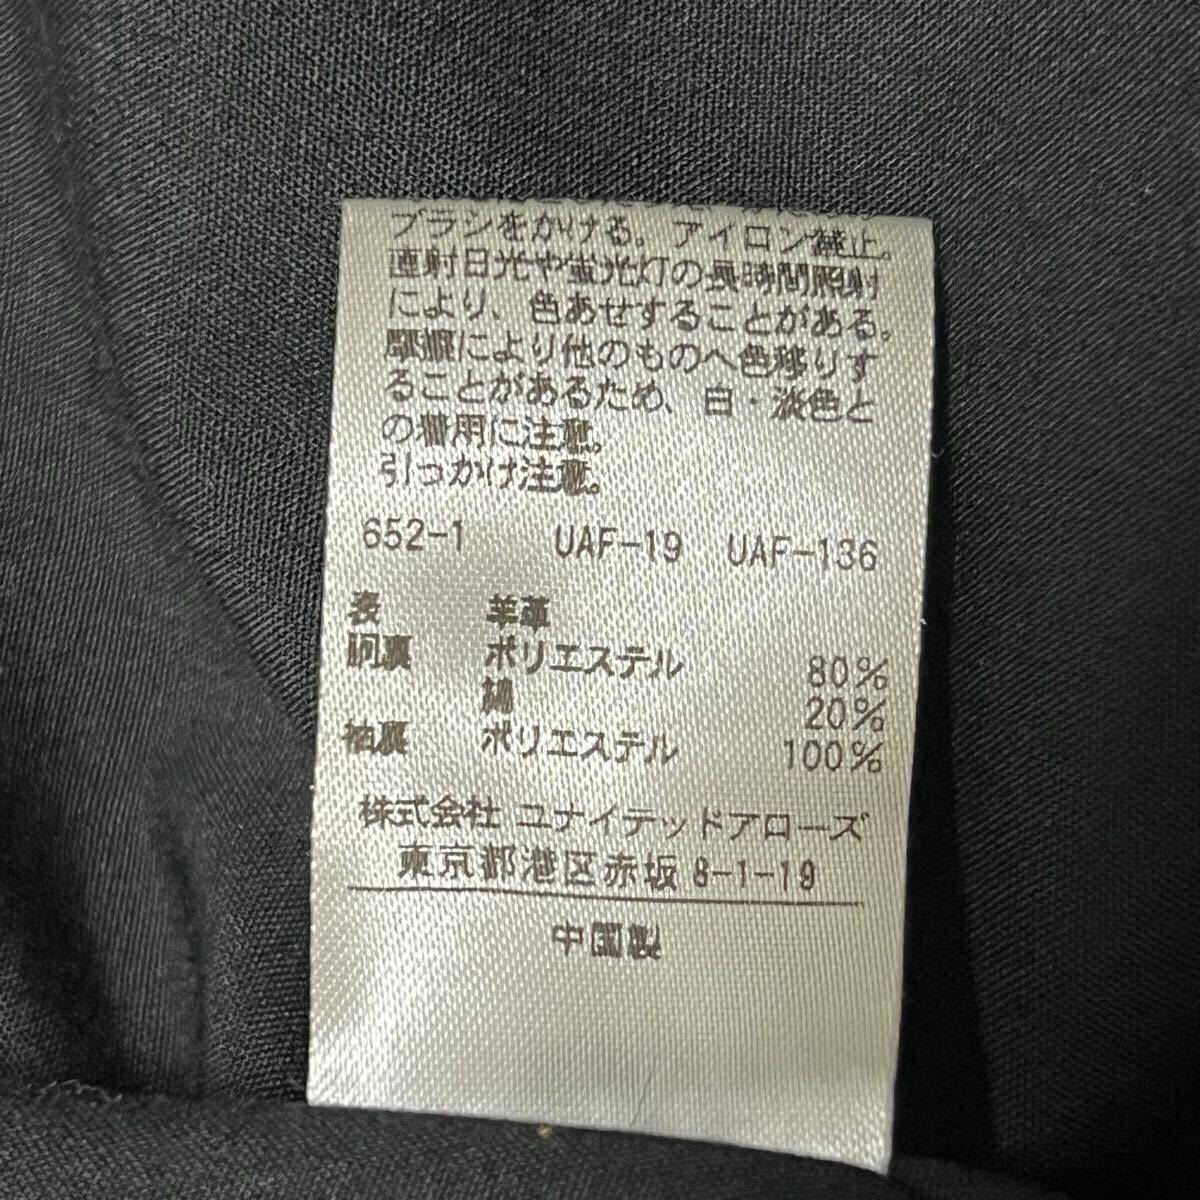 ブラシをかける。アイロン禁止。
直射日光や蛍光灯の長時間照射
により、色あせすることがある。
摩擦により他のものへ色移りす
ることがあるため、白・淡色と
の着用に注意。
引っかけ注意。
652-1 UAF-19 UAF-136
表 羊革
胴裏 ポリエステル 80%
綿 20%
袖裏 ポリエステル 100%
株式会社 ユナイテッドアローズ
東京都港区赤坂 8-1-19
中国製